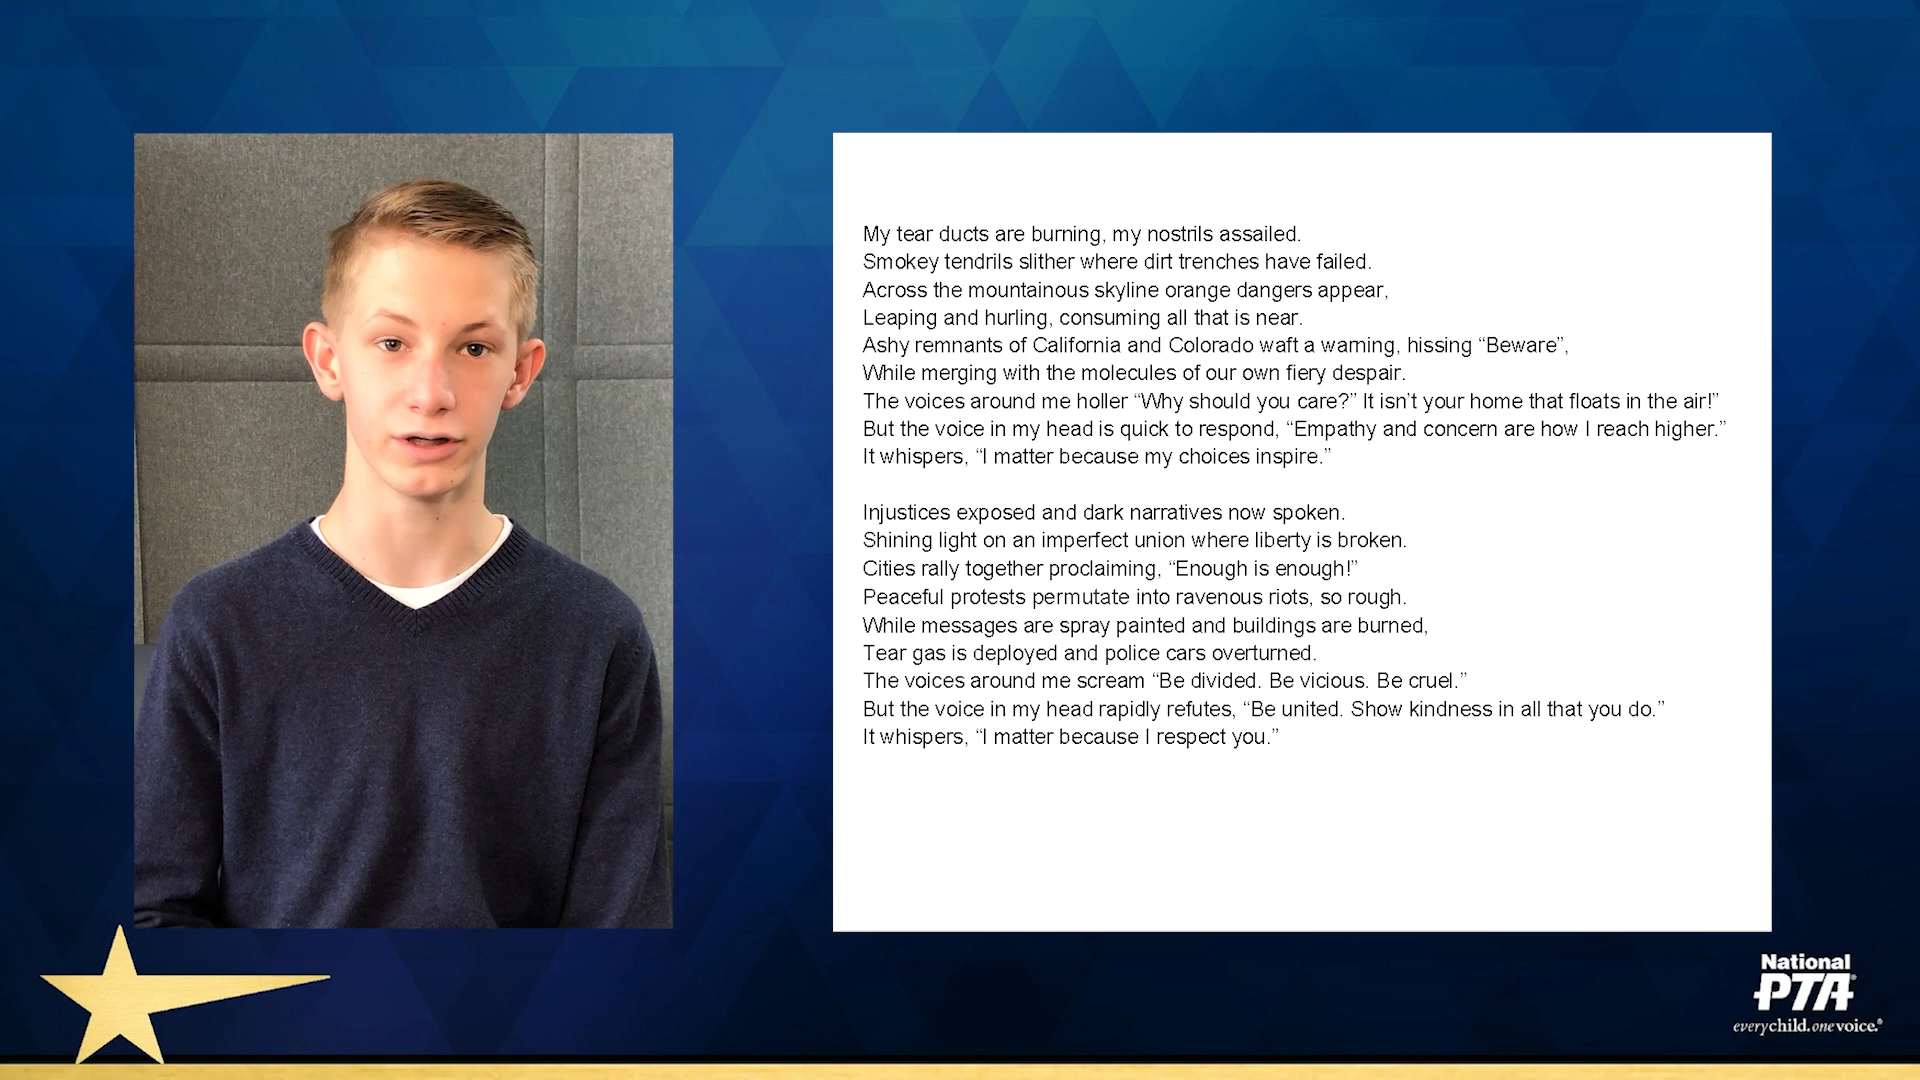 My tear ducts are burning, my nostrils assailed.
Smokey tendrils slither where dirt trenches have failed.
Across the mountainous skyline orange dangers appear,
Leaping and hurling, consuming all that is near.
Ashy remnants of California and Colorado waft a warning, hissing “Beware”,
While merging with the molecules of our own fiery despair.
The voices around me holler “Why should you care?” It isn’t your home that floats in the air!”
But the voice in my head is quick to respond, “Empathy and concern are how I reach higher.”
It whispers, “I matter because my choices inspire.”

Injustices exposed and dark narratives now spoken.
Shining light on an imperfect union where liberty is broken.
Cities rally together proclaiming, “Enough is enough!”
Peaceful protests permutate into ravenous riots, so rough.
While messages are spray painted and buildings are burned,
Tear gas is deployed and police cars overturned.
The voices around me scream “Be divided. Be vicious. Be cruel.”
But the voice in my head rapidly refutes, “Be united. Show kindness in all that you do.”
It whispers, “I matter because I respect you.”
National
PTA®
everychild.onevoice.®